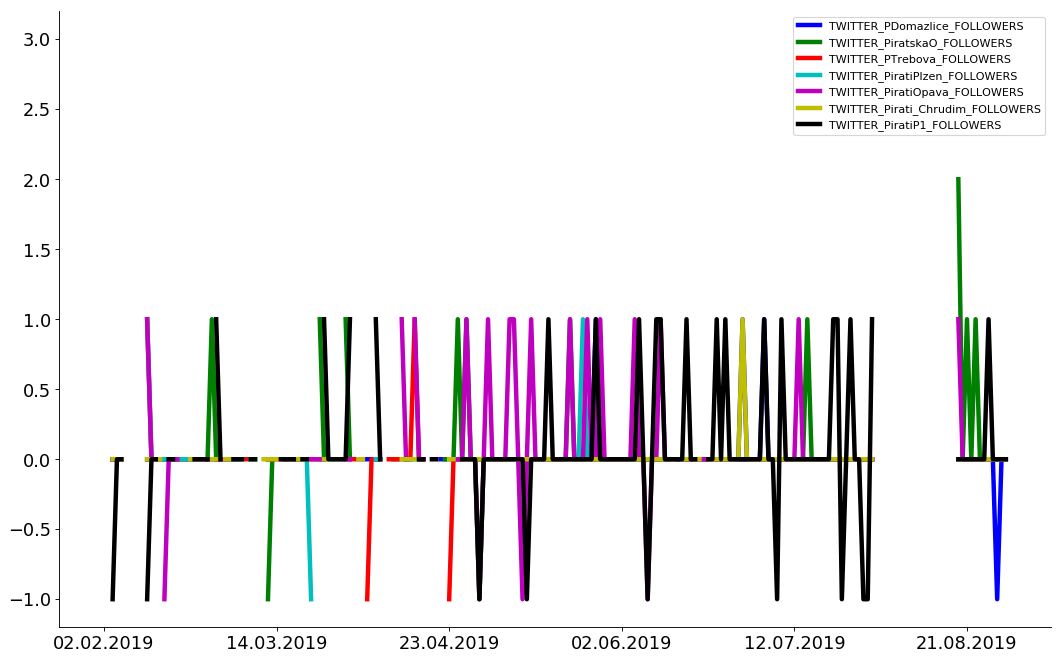 3.0
2.5
2.0
1.5
1.0
0.5
0.0
−0.5
−1.0
02.02.2019 14.03.2019 23.04.2019 02.06.2019 12.07.2019 21.08.2019
TWITTER_PDomazlice_FOLLOWERS
TWITTER_PiratskaO_FOLLOWERS
TWITTER_PTrebova_FOLLOWERS
TWITTER_PiratiPlzen_FOLLOWERS
TWITTER_PiratiOpava_FOLLOWERS
TWITTER_Pirati_Chrudim_FOLLOWERS
TWITTER_PiratiP1_FOLLOWERS